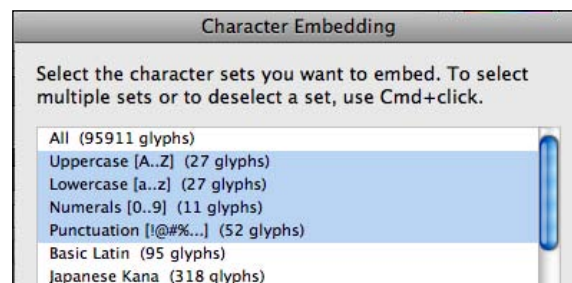 Character Embedding
Select the character sets you want to embed. To select
multiple sets or to deselect a set, use Cmd+click.
All (95911 glyphs)
Uppercase [A..Z] (27 glyphs)
Lowercase [a..z] (27 glyphs)
Numerals [0..9] (11 glyphs)
Punctuation [!@#%...] (52 glyphs)
Basic Latin (95 glyphs)
Japanese Kana (318 glyphs)